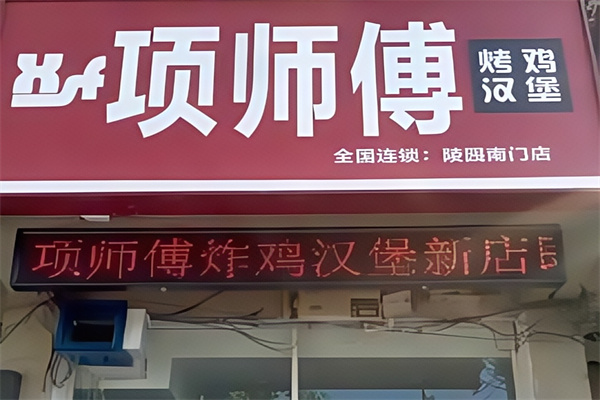 xf 项师傅 烤鸡
汉堡
全国连锁：陵园南门店
项师傅炸鸡汉堡新店